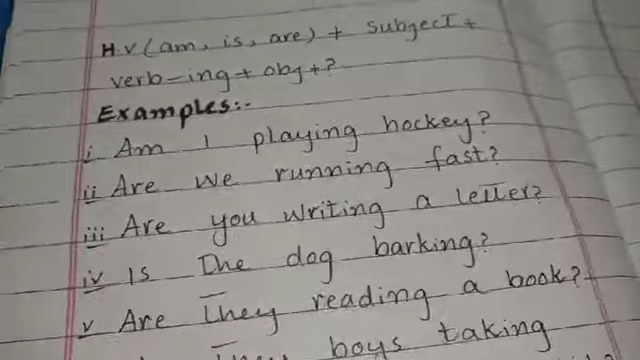 H.V (am, is, are) + subject +
verb-ing + obj + ?
Examples:-
i Am I playing hockey?
ii Are we running fast?
iii Are you writing a letter?
iv Is The dog barking?
v Are They reading a book?
boys taking